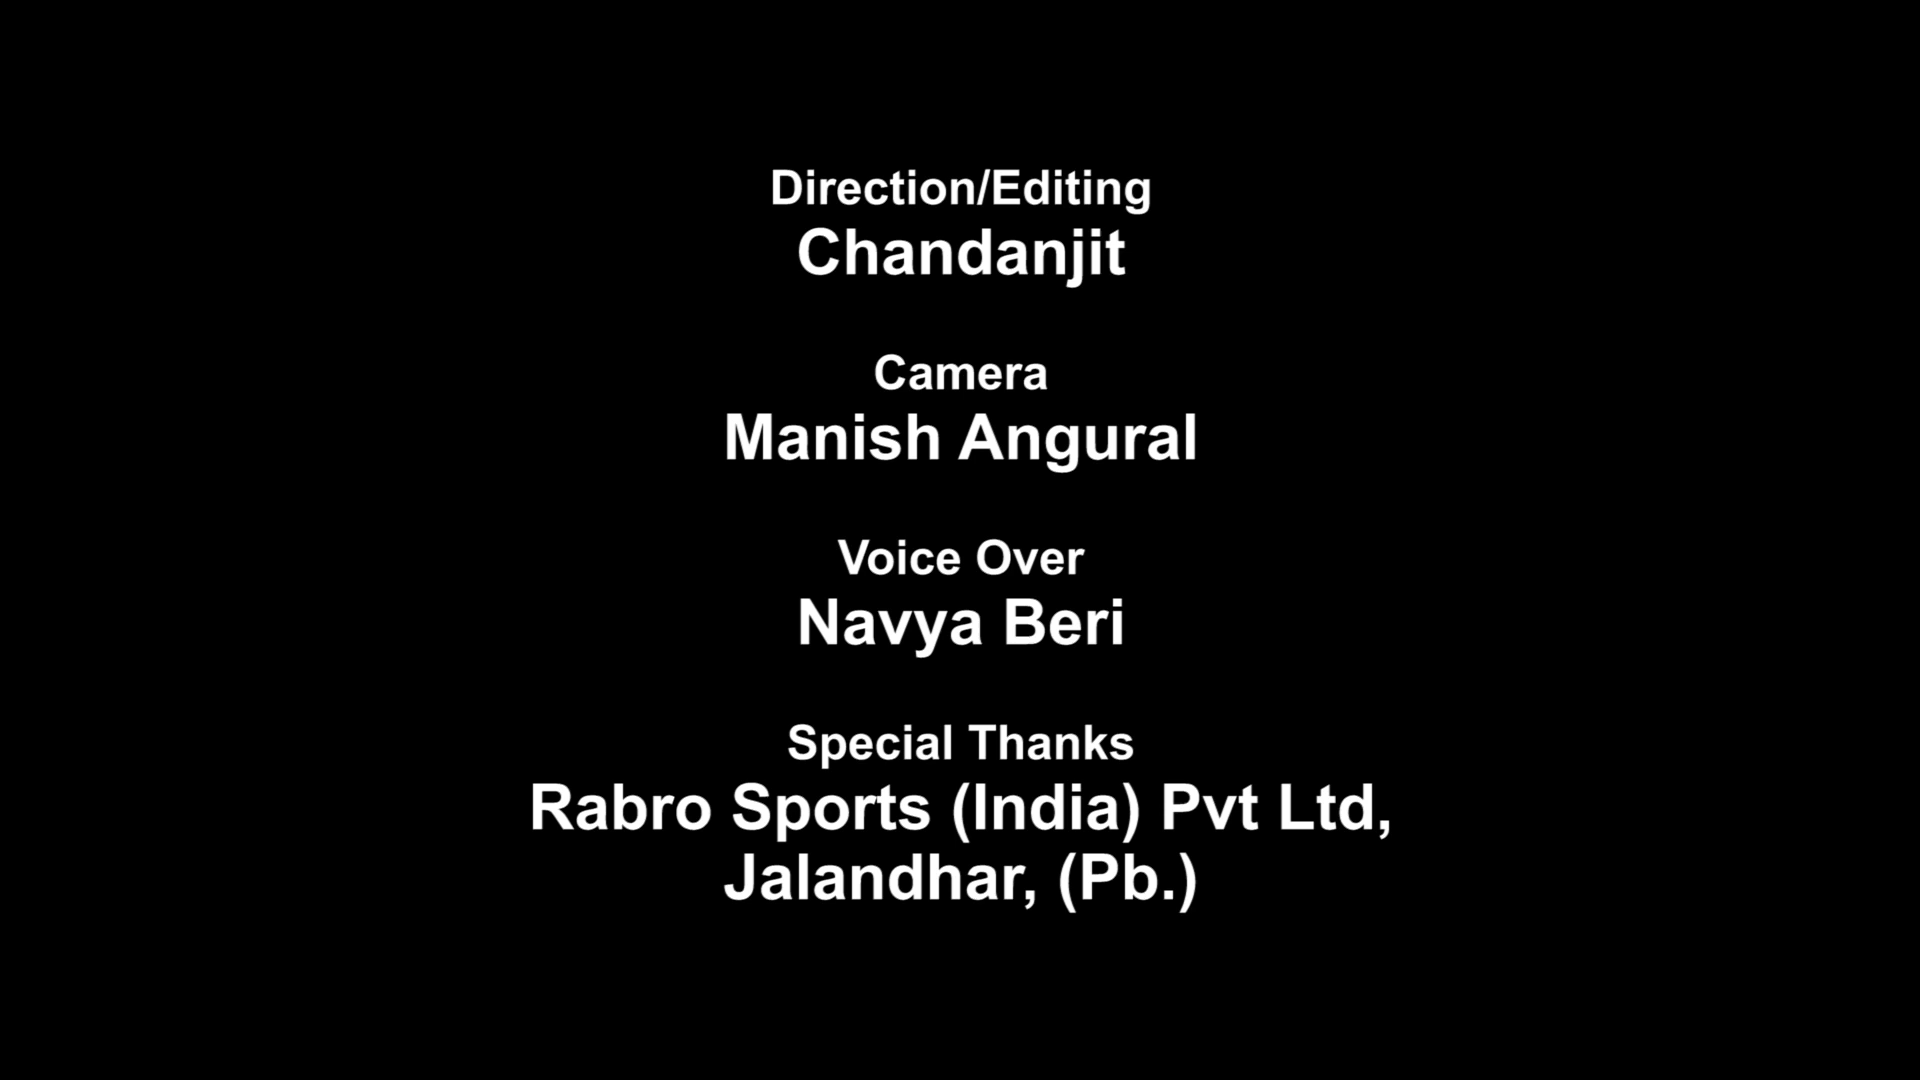 Direction/Editing
Chandanjit
Camera
Manish Angural
Voice Over
Navya Beri
Special Thanks
Rabro Sports (India) Pvt Ltd,
Jalandhar, (Pb.)